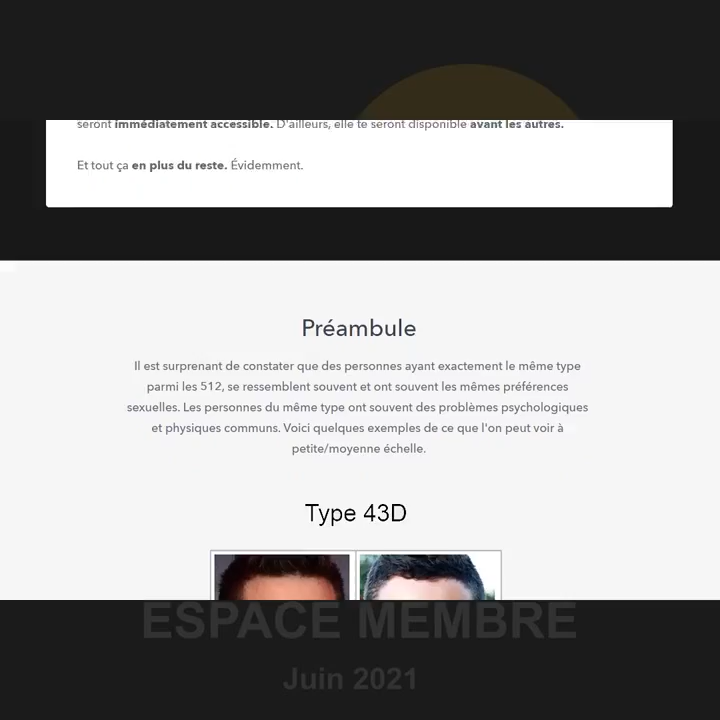 seront immédiatement accessible. D'ailleurs, elle te seront disponible avant les autres.
Et tout ça en plus du reste. Évidemment.
Préambule
Il est surprenant de constater que des personnes ayant exactement le même type
parmi les 512, se ressemblent souvent et ont souvent les mêmes préférences
sexuelles. Les personnes du même type ont souvent des problèmes psychologiques
et physiques communs. Voici quelques exemples de ce que l'on peut voir à
petite/moyenne échelle.
Type 43D
ESPACE MEMBRE
Juin 2021